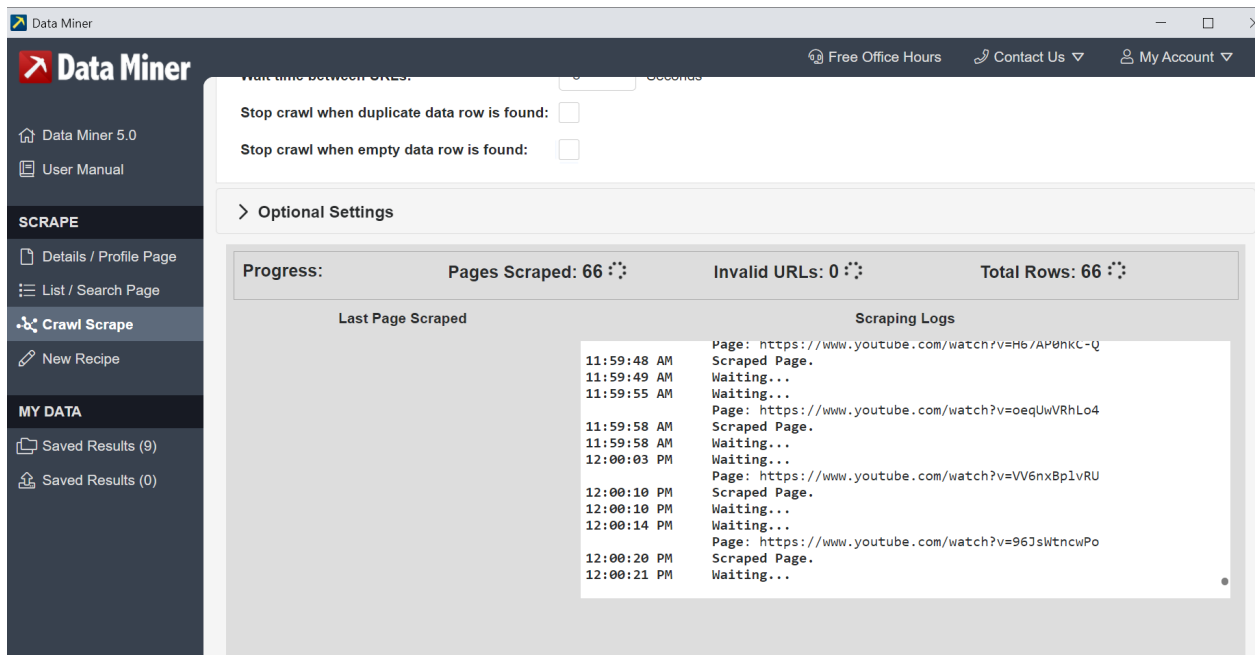 Data Miner
Data Miner
Free Office Hours
Contact Us
My Account
Data Miner 5.0
User Manual
SCRAPE
Details / Profile Page
List / Search Page
Crawl Scrape
New Recipe
MY DATA
Saved Results (9)
Saved Results (0)
Wait time between URLs:
Seconds
Stop crawl when duplicate data row is found:
Stop crawl when empty data row is found:
Optional Settings
Progress: Pages Scraped: 66 Invalid URLs: 0 Total Rows: 66
Last Page Scraped
Scraping Logs
Page: https://www.youtube.com/watch?v=H67AP0hkC-Q
11:59:48 AM Scraped Page.
11:59:49 AM Waiting...
11:59:55 AM Waiting...
Page: https://www.youtube.com/watch?v=oeqUwVRhLo4
11:59:58 AM Scraped Page.
11:59:58 AM Waiting...
12:00:03 PM Waiting...
Page: https://www.youtube.com/watch?v=VV6nxBplvRU
12:00:10 PM Scraped Page.
12:00:10 PM Waiting...
12:00:14 PM Waiting...
Page: https://www.youtube.com/watch?v=96JsWtncwPo
12:00:20 PM Scraped Page.
12:00:21 PM Waiting...